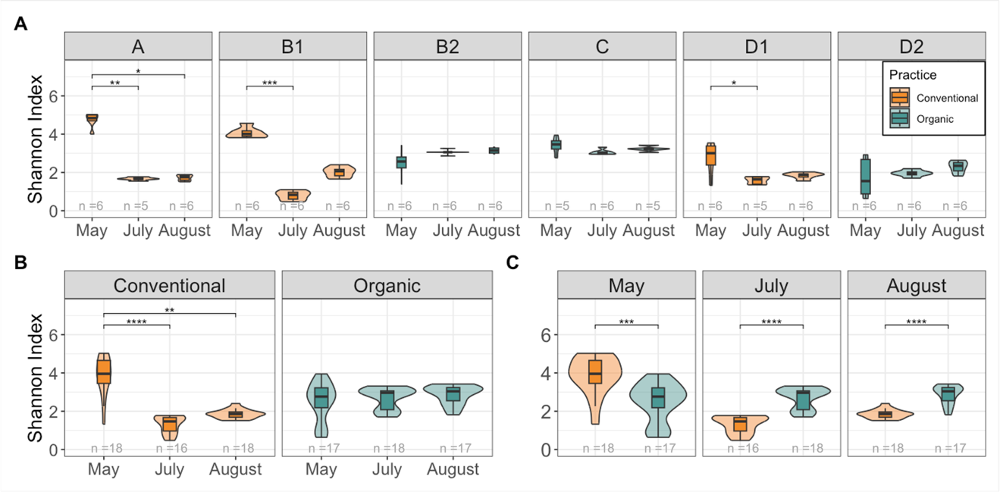 A
A B1 B2 C D1 D2
Shannon Index
6
4
2
0
* ** *** *
Practice
Conventional
Organic
n =6 n =5 n =6 n =6 n =6 n =6 n =6 n =6 n =6 n =5 n =6 n =5 n =6 n =5 n =6 n =6 n =6 n =6
May July August May July August May July August May July August May July August May July August
B
Conventional Organic
Shannon Index
6
4
2
0
**
****
n =18 n =16 n =18 n =17 n =18 n =17
May July August May July August
C
May July August
6
4
2
0
*** **** ****
n =18 n =17 n =16 n =18 n =18 n =17